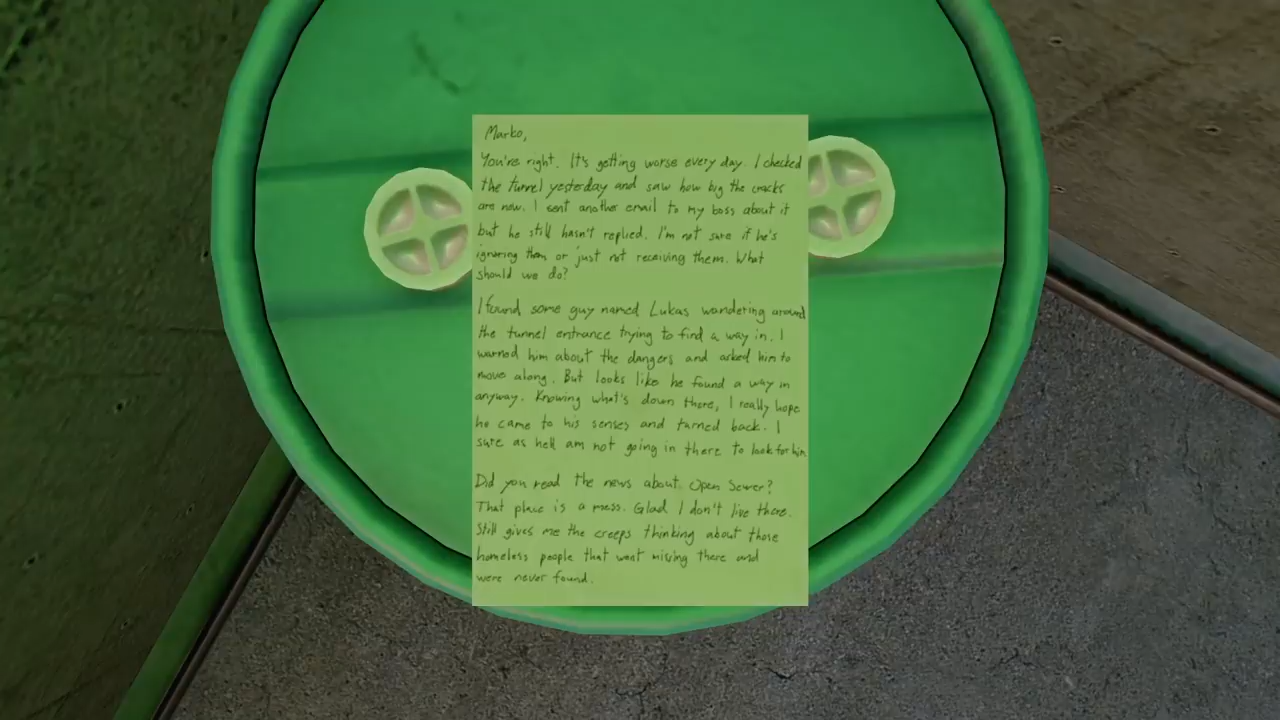 Marko,
You're right. It's getting worse every day. I checked
the tunnel yesterday and saw how big the cracks
are now. I sent another email to my boss about it
but he still hasn't replied. I'm not sure if he's
ignoring them or just not receiving them. What
should we do?
I found some guy named Lukas wandering around
the tunnel entrance trying to find a way in. I
warned him about the dangers and asked him to
move along. But looks like he found a way in
anyway. Knowing what's down there, I really hope
he came to his senses and turned back. I
sure as hell am not going in there to look for him.
Did you read the news about Open Sewer?
That place is a mess. Glad I don't live there.
Still gives me the creeps thinking about those
homeless people that went missing there and
were never found.